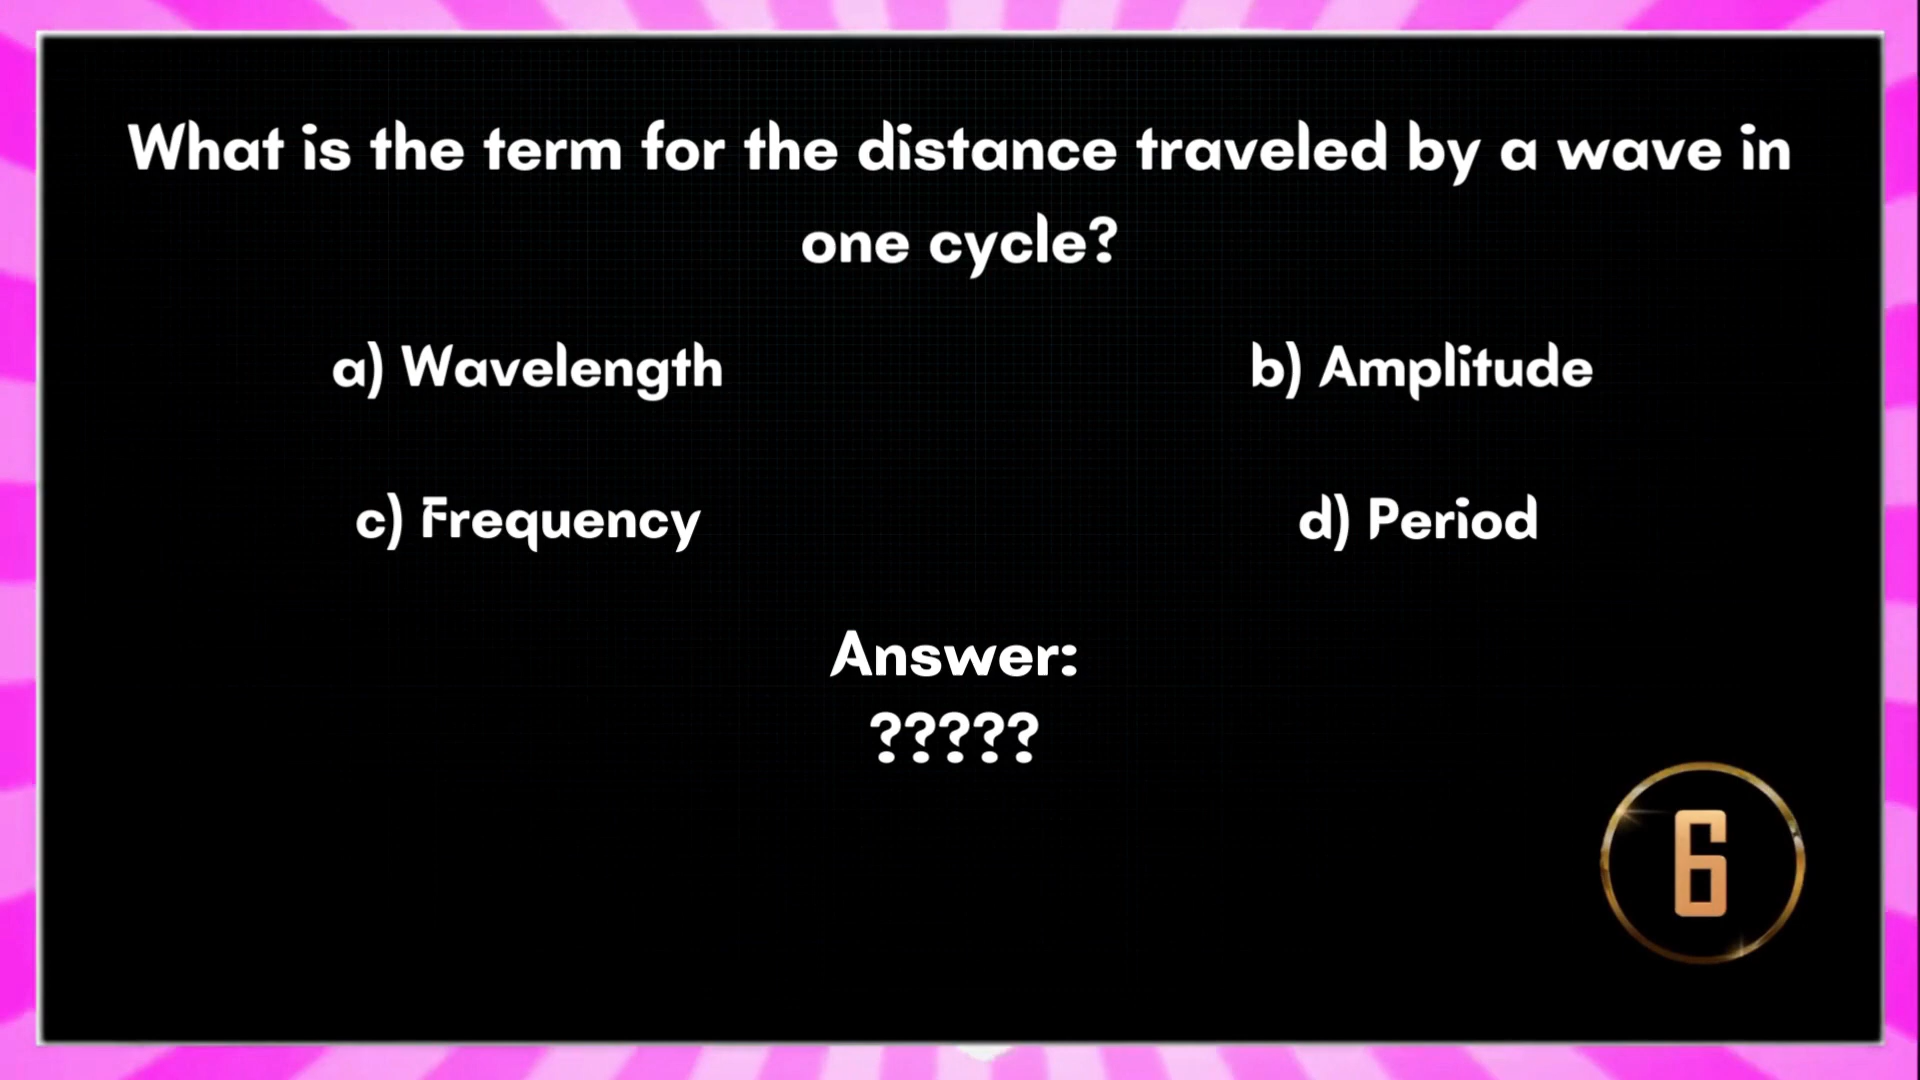 What is the term for the distance traveled by a wave in
one cycle?
a) Wavelength
b) Amplitude
c) Frequency
d) Period
Answer:
?????
6